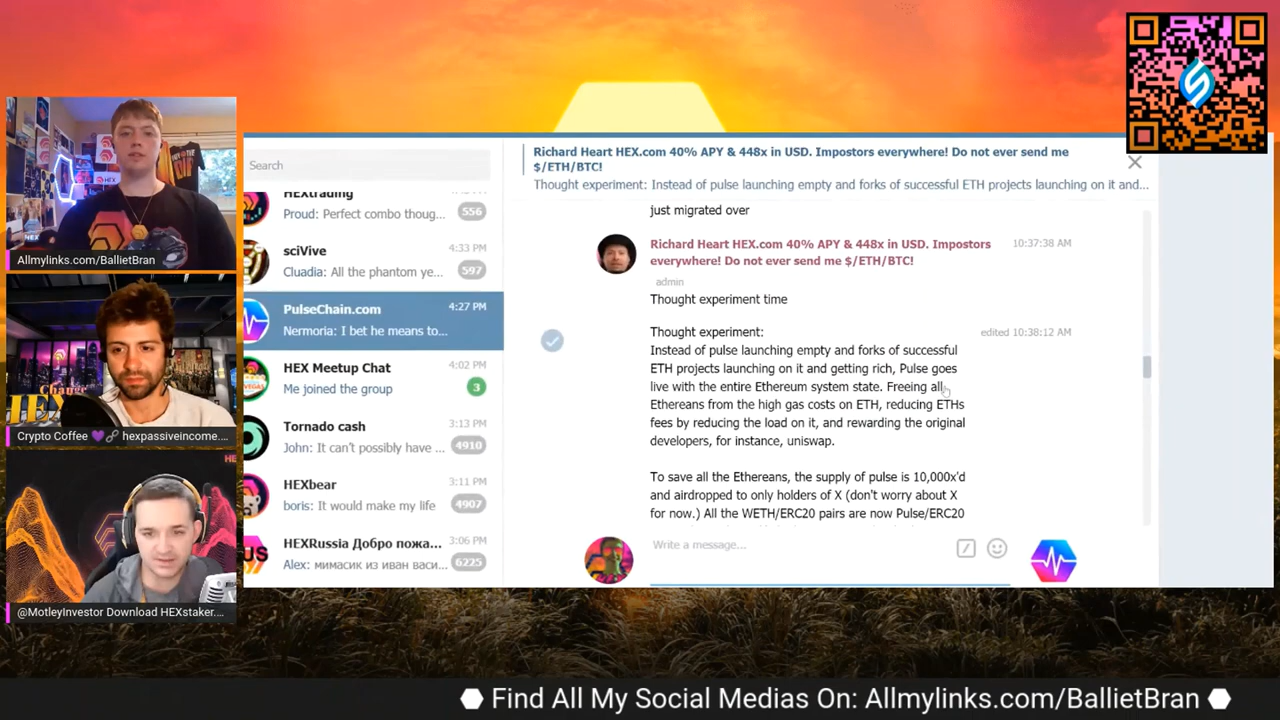 Allmylinks.com/BallietBran
Crypto Coffee 💜🔗 hexpassiveincome....
@MotleyInvestor Download HEXstaker....
Search
HEXtrading
Proud: Perfect combo thoug...
556
sciVive
4:33 PM
Cluadia: All the phantom ye...
597
PulseChain.com
4:27 PM
Nermoria: I bet he means to...
HEX Meetup Chat
4:02 PM
Me joined the group
3
Tornado cash
3:13 PM
John: It can't possibly have ...
4910
HEXbear
3:11 PM
boris: It would make my life
4907
HEXRussia Добро пожа...
3:06 PM
Alex: мимасик из иван васи...
6225
Richard Heart HEX.com 40% APY & 448x in USD. Impostors everywhere! Do not ever send me
$/ETH/BTC!
Thought experiment: Instead of pulse launching empty and forks of successful ETH projects launching on it and...
just migrated over
Richard Heart HEX.com 40% APY & 448x in USD. Impostors
10:37:38 AM
everywhere! Do not ever send me $/ETH/BTC!
admin
Thought experiment time
Thought experiment:
edited 10:38:12 AM
Instead of pulse launching empty and forks of successful
ETH projects launching on it and getting rich, Pulse goes
live with the entire Ethereum system state. Freeing all
Ethereans from the high gas costs on ETH, reducing ETHs
fees by reducing the load on it, and rewarding the original
developers, for instance, uniswap.
To save all the Ethereans, the supply of pulse is 10,000x'd
and airdropped to only holders of X (don't worry about X
for now.) All the WETH/ERC20 pairs are now Pulse/ERC20
Write a message...
Find All My Social Medias On: Allmylinks.com/BallietBran